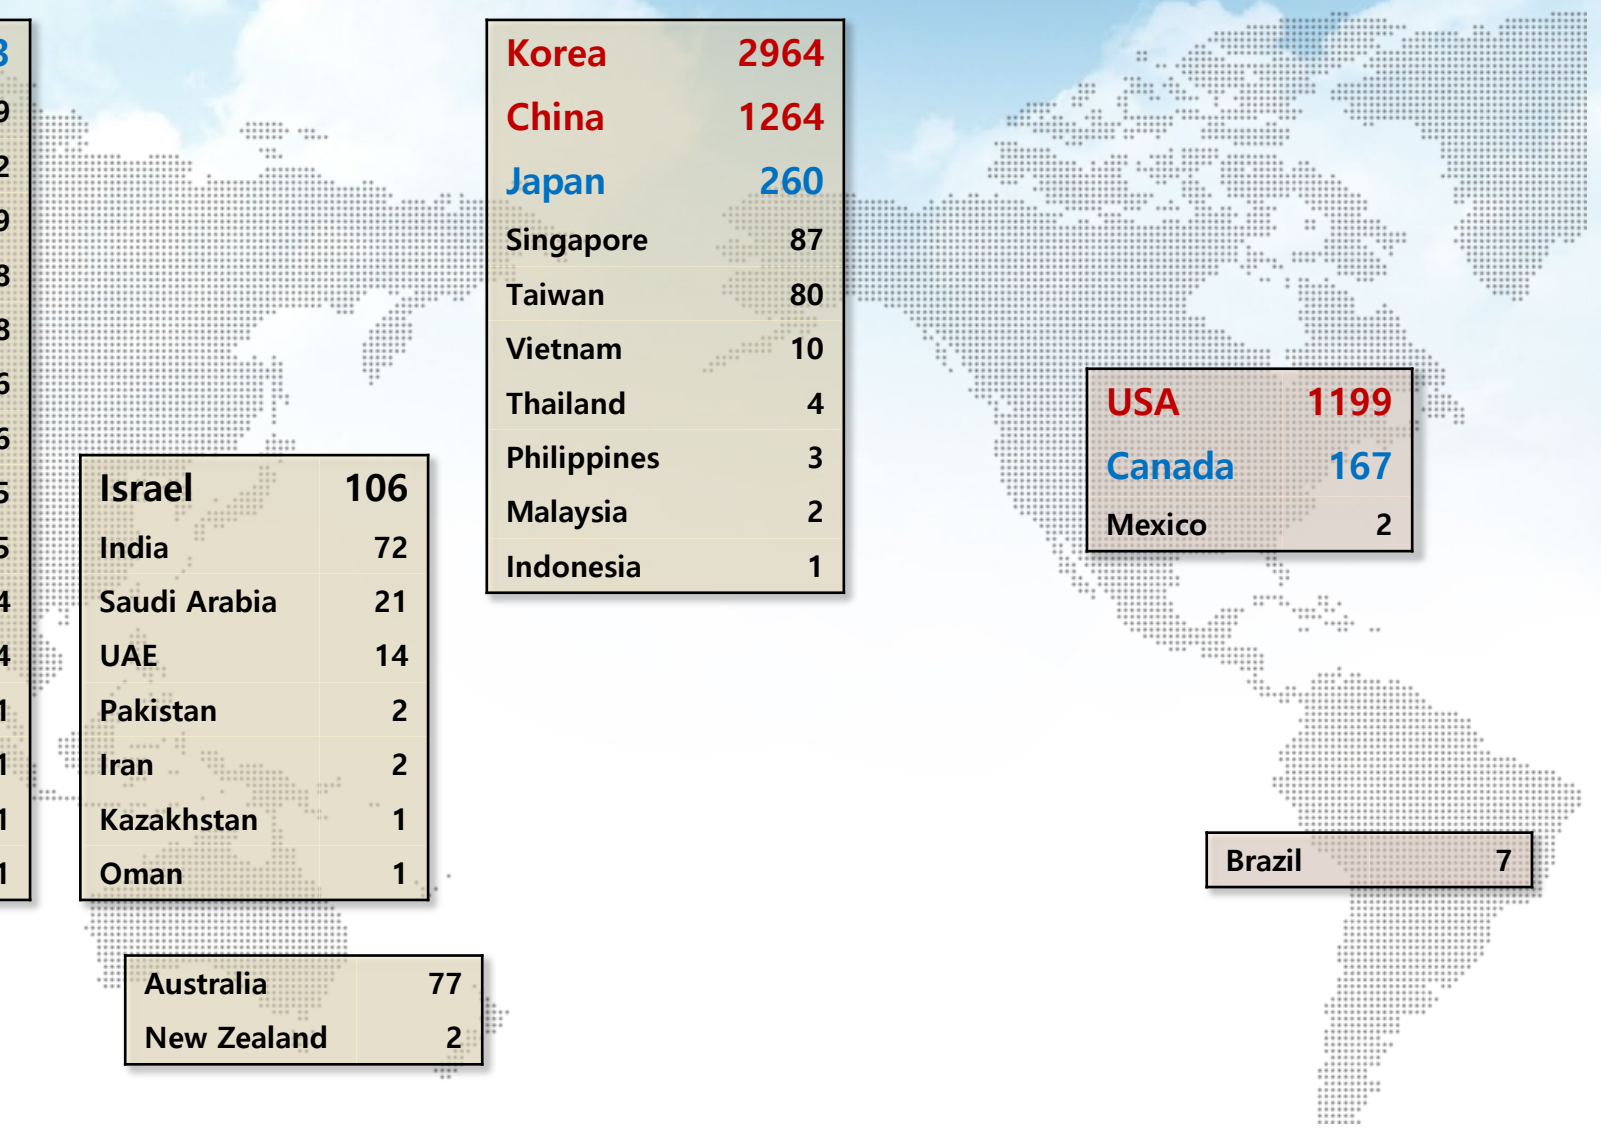 Korea 2964
China 1264
Japan 260
Singapore 87
Taiwan 80
Vietnam 10
Thailand 4
Philippines 3
Malaysia 2
Indonesia 1
USA 1199
Canada 167
Mexico 2
Israel 106
India 72
Saudi Arabia 21
UAE 14
Pakistan 2
Iran 2
Kazakhstan 1
Oman 1
Brazil 7
Australia 77
New Zealand 2